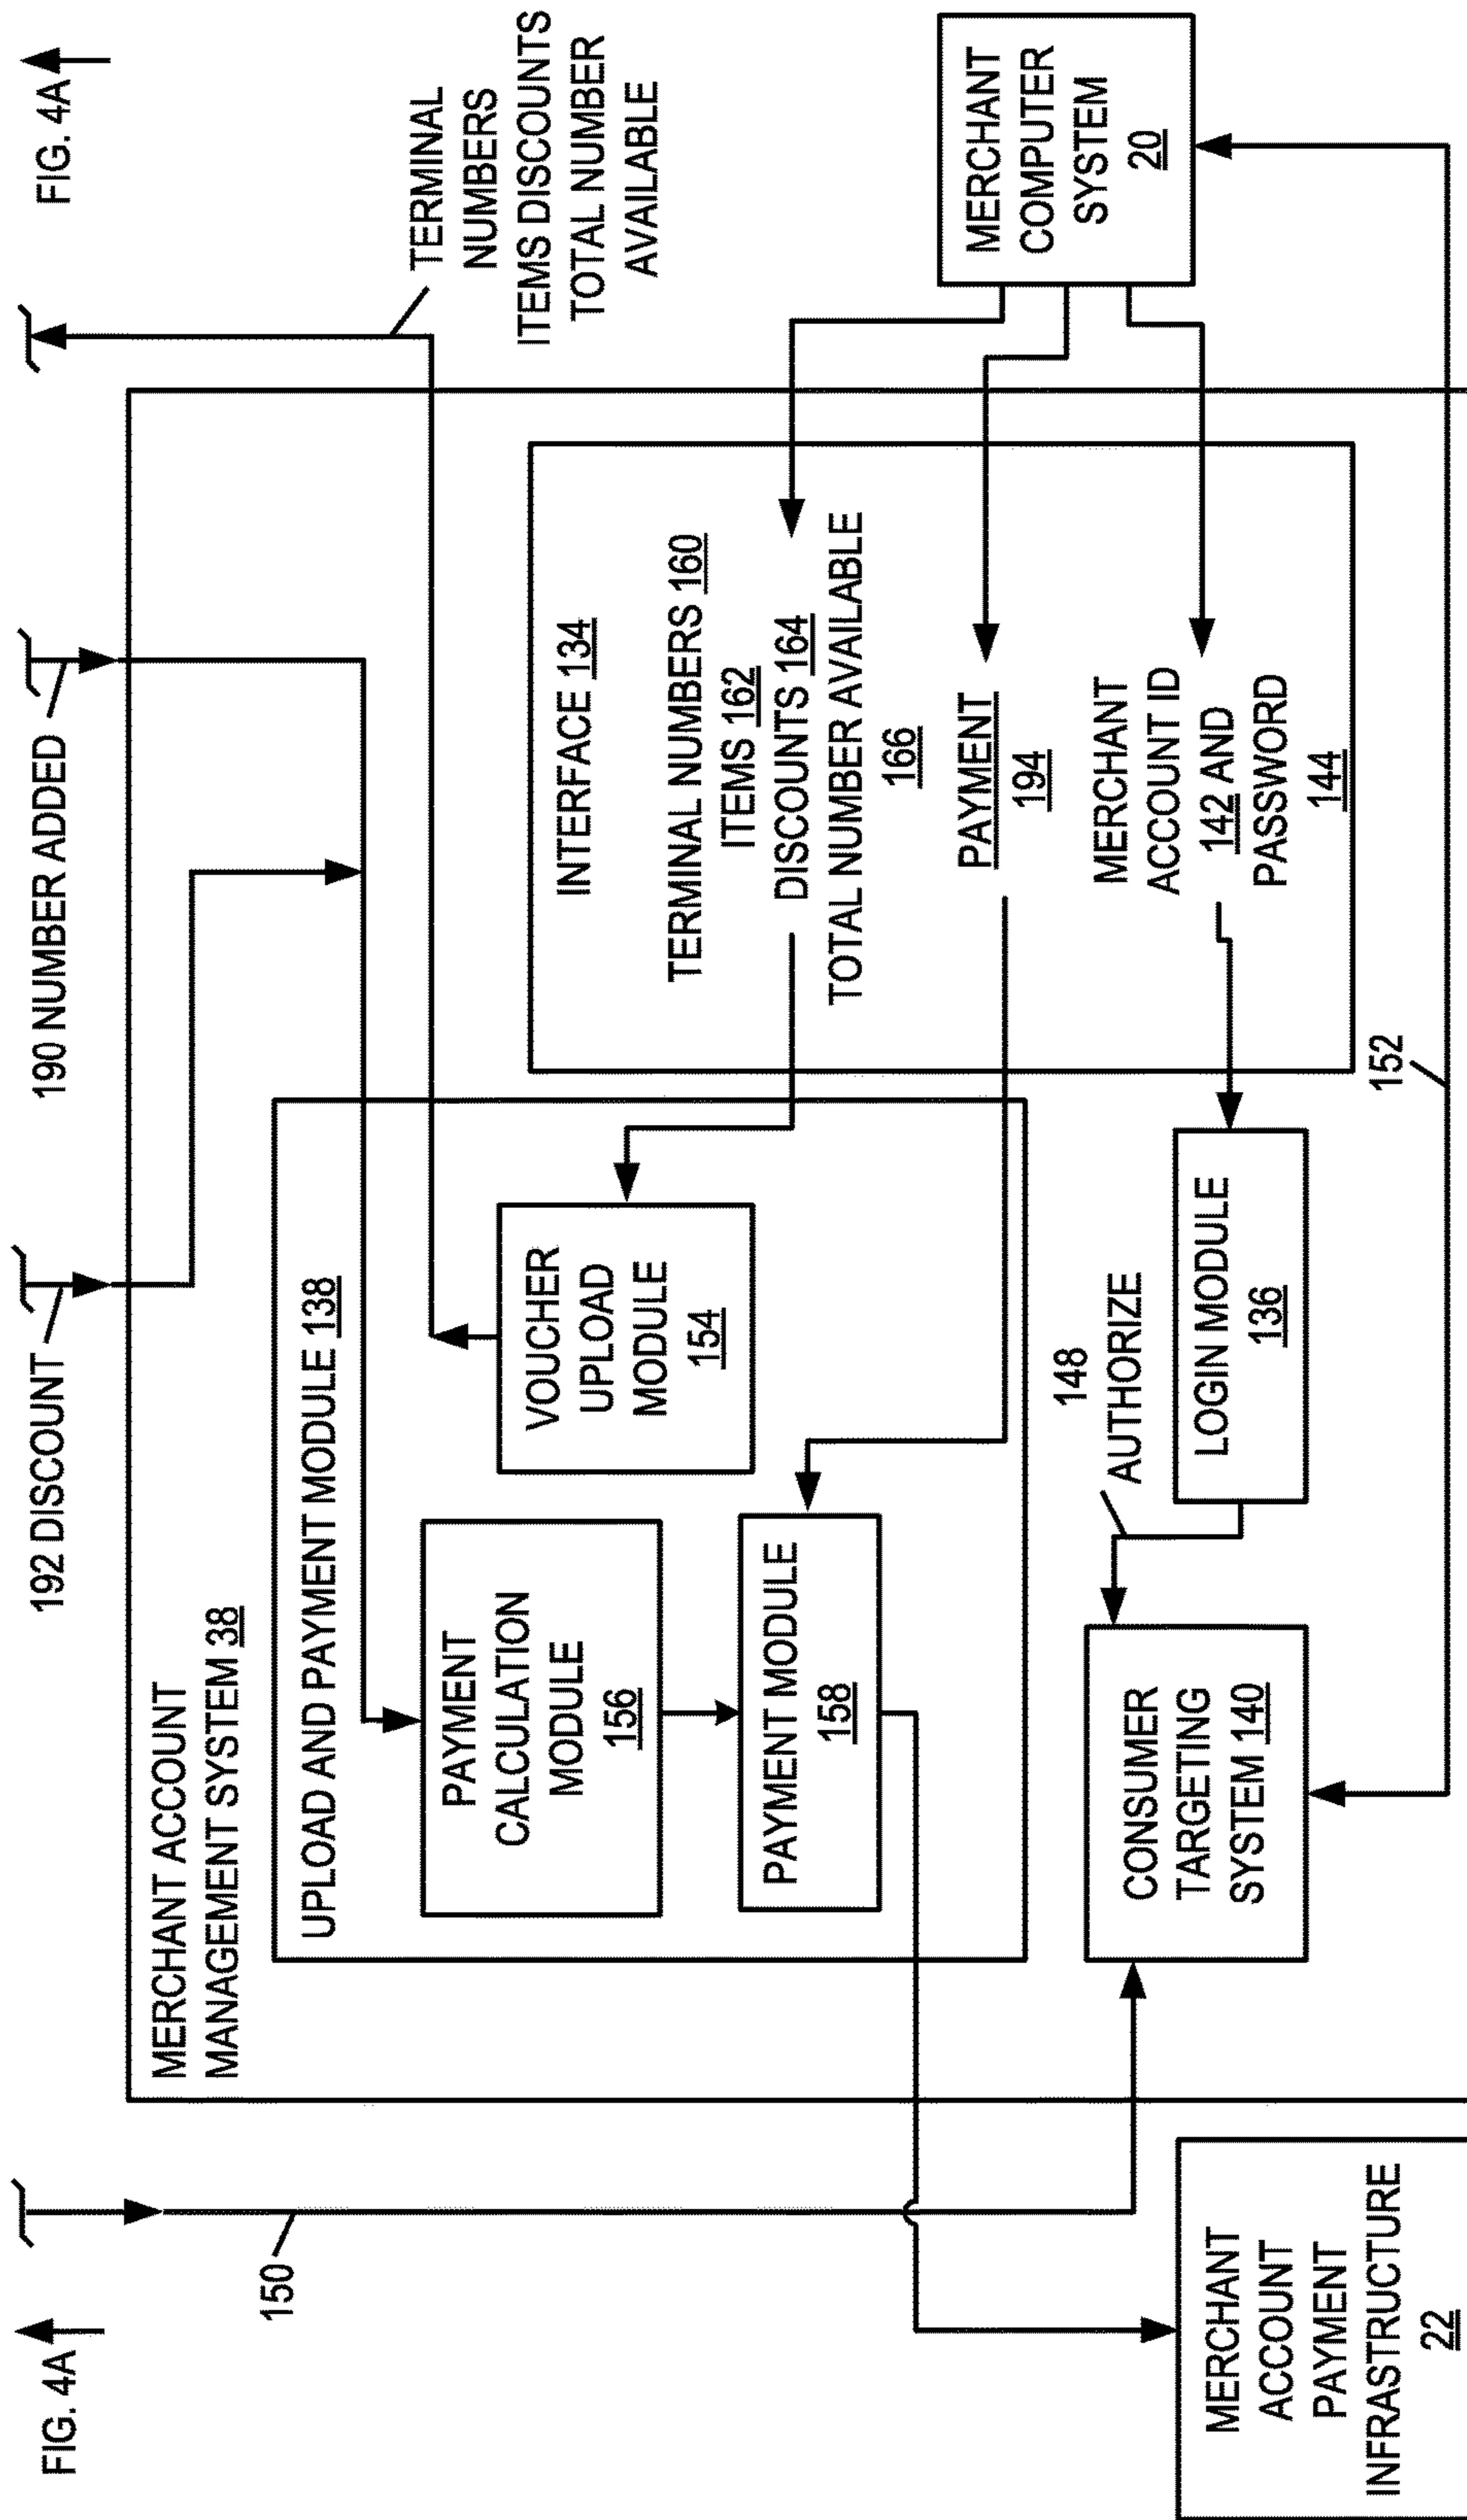 FIG. 4A
150
192 DISCOUNT
190 NUMBER ADDED
FIG. 4A
TERMINAL
NUMBERS
ITEMS DISCOUNTS
TOTAL NUMBER
AVAILABLE
MERCHANT ACCOUNT
MANAGEMENT SYSTEM 38
UPLOAD AND PAYMENT MODULE 138
PAYMENT
CALCULATION
MODULE
156
VOUCHER
UPLOAD
MODULE
154
PAYMENT MODULE
158
INTERFACE 134
TERMINAL NUMBERS 160
ITEMS 162
DISCOUNTS 164
TOTAL NUMBER AVAILABLE
166
PAYMENT
194
MERCHANT
ACCOUNT ID
142 AND
PASSWORD
144
MERCHANT
COMPUTER
SYSTEM
20
148
AUTHORIZE
CONSUMER
TARGETING
SYSTEM 140
LOGIN MODULE
136
152
MERCHANT
ACCOUNT
PAYMENT
INFRASTRUCTURE
22